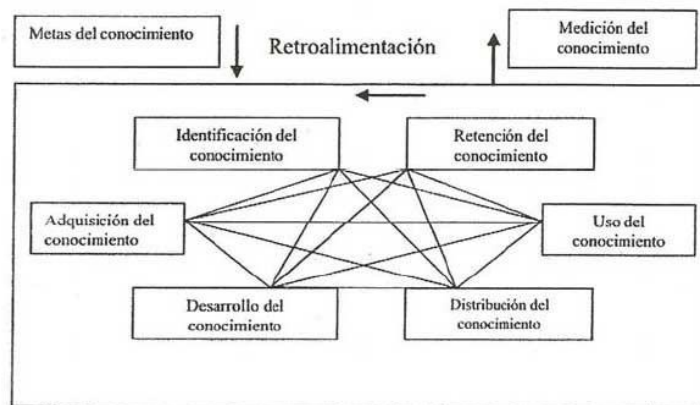 Metas del conocimiento
Retroalimentación
Medición del
conocimiento
Identificación del
conocimiento
Retención del
conocimiento
Adquisición del
conocimiento
Uso del
conocimiento
Desarrollo del
conocimiento
Distribución del
conocimiento